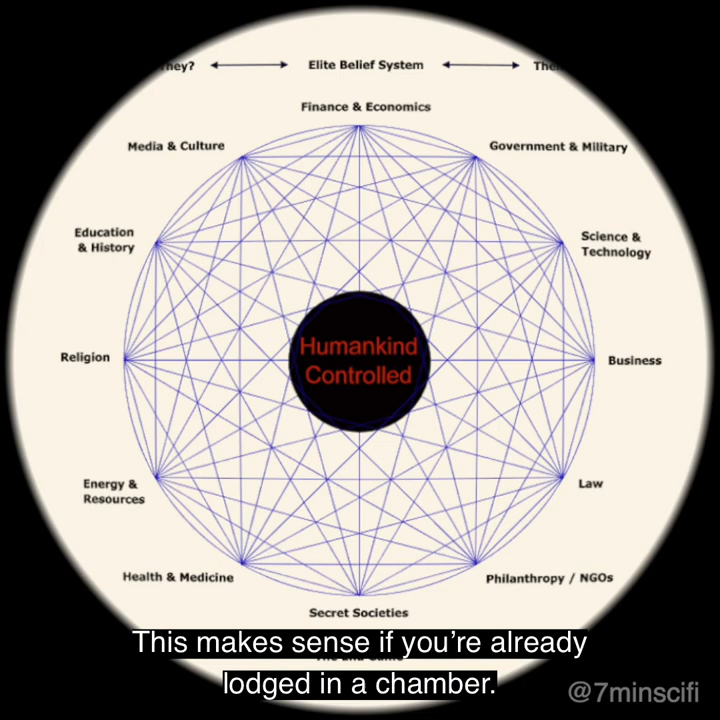 Elite Belief System
Finance & Economics
Media & Culture
Government & Military
Education
& History
Science &
Technology
Humankind
Controlled
Religion
Business
Energy &
Resources
Law
Health & Medicine
Philanthropy / NGOs
Secret Societies
This makes sense if you’re already
lodged in a chamber.
@7minscifi